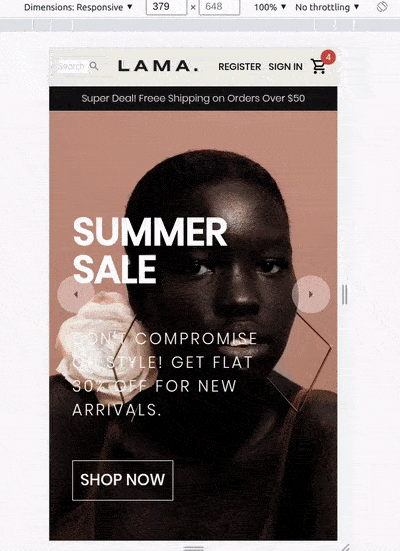 Dimensions: Responsive ▼ 379 × 648 100% ▼ No throttling ▼
Search LAMA. REGISTER SIGN IN 4
Super Deal! Freee Shipping on Orders Over $50
SUMMER
SALE
DON'T COMPROMISE
ON STYLE! GET FLAT
30% OFF FOR NEW
ARRIVALS.
SHOP NOW